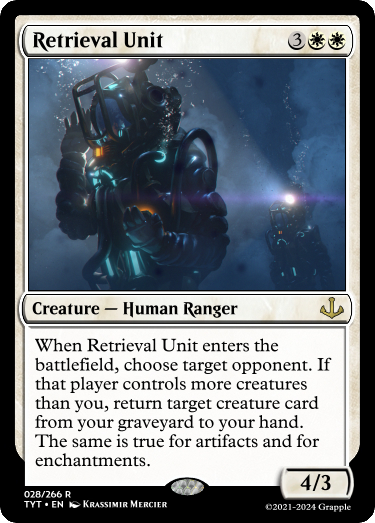 Retrieval Unit 3
Creature — Human Ranger
When Retrieval Unit enters the
battlefield, choose target opponent. If
that player controls more creatures
than you, return target creature card
from your graveyard to your hand.
The same is true for artifacts and for
enchantments.
4/3
028/266 R
TYT • EN Krassimir Mercier
©2021-2024 Grapple